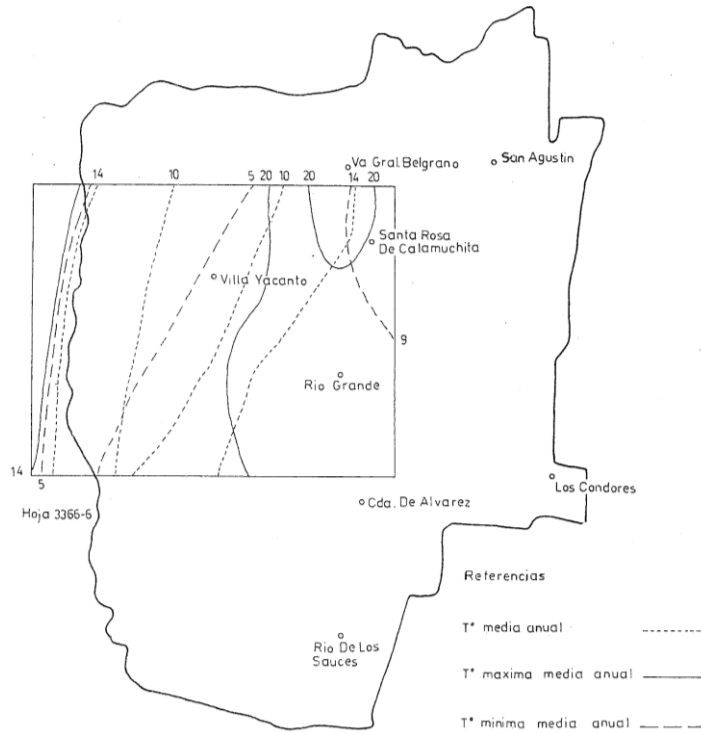 Va Gral.Belgrano
San Agustin
14
10
5
20
10
20
14
20
Santa Rosa
De Calamuchita
Villa Yacanto
9
Rio Grande
14
5
Los Condores
Cda. De Alvarez
Hoja 3366-6
Referencias
T° media anual
Rio De Los
Sauces
T° maxima media anual
T° minima media anual